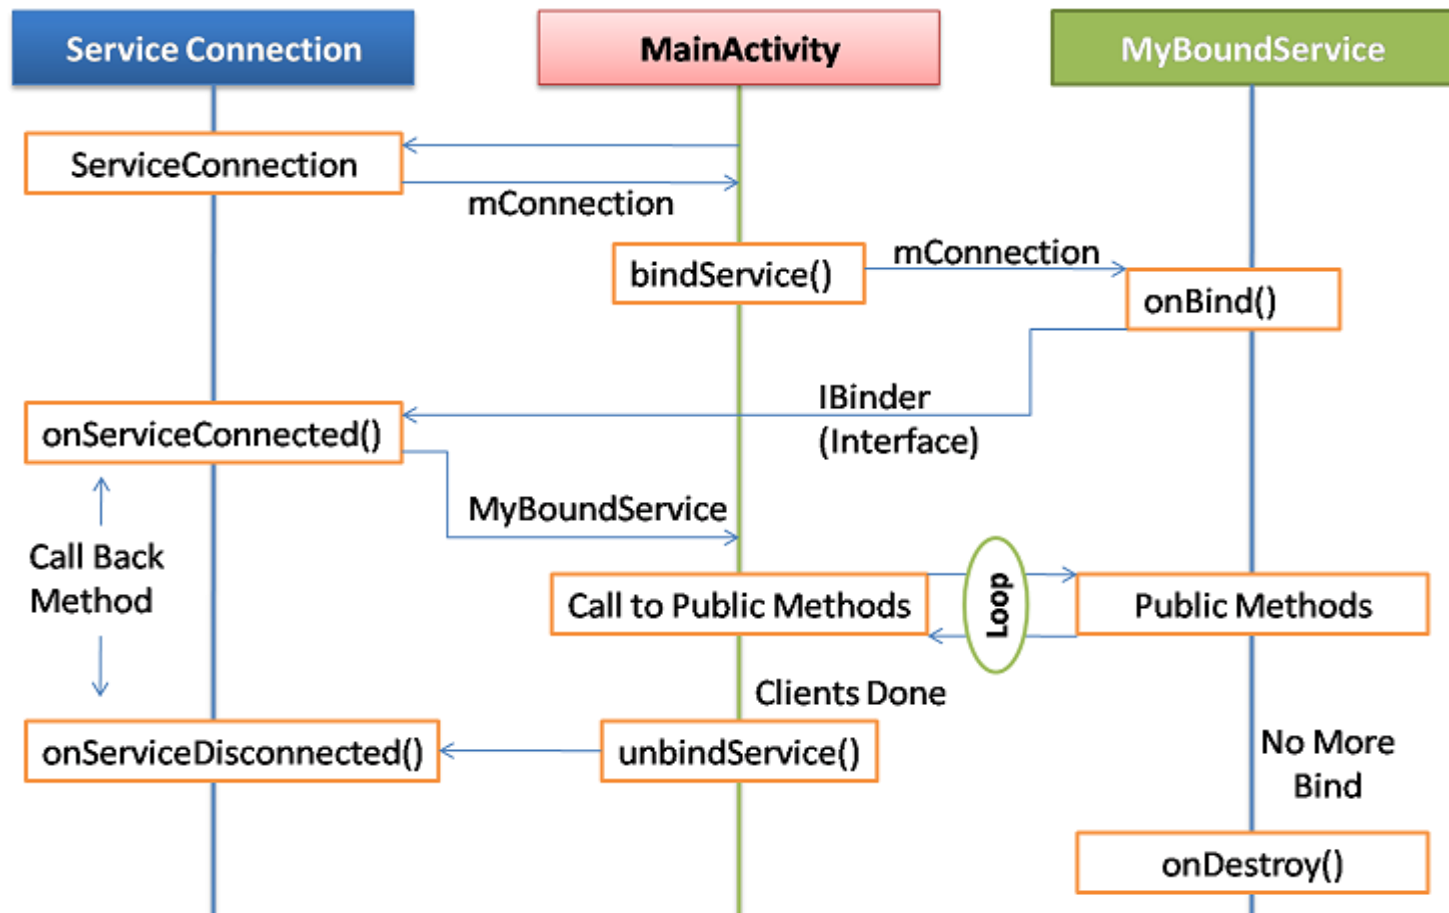 Service Connection
MainActivity
MyBoundService
ServiceConnection
mConnection
bindService()
mConnection
onBind()
IBinder
(Interface)
onServiceConnected()
MyBoundService
Call Back
Method
Call to Public Methods
Loop
Public Methods
Clients Done
onServiceDisconnected()
unbindService()
No More
Bind
onDestroy()